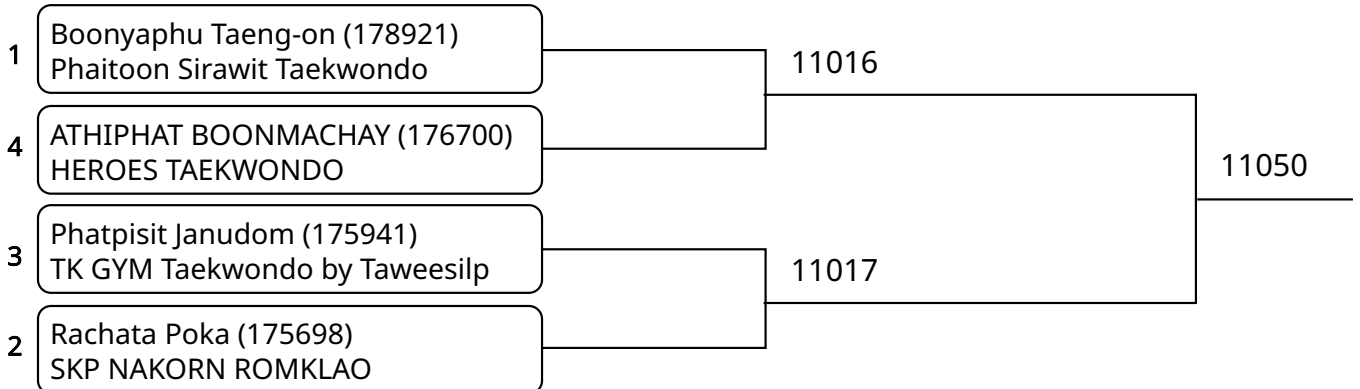 1
Boonyaphu Taeng-on (178921)
Phaitoon Sirawit Taekwondo
11016
4
ATHIPHAT BOONMACHAY (176700)
HEROES TAEKWONDO
11050
3
Phatpisit Janudom (175941)
TK GYM Taekwondo by Taweesilp
11017
2
Rachata Poka (175698)
SKP NAKORN ROMKLAO